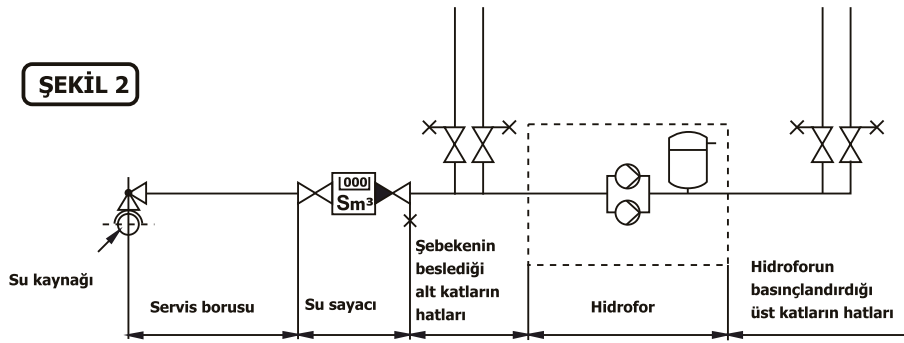 ŞEKİL 2
000
Sm³
Su kaynağı
Servis borusu
Su sayacı
Şebekenin
beslediği
alt katların
hatları
Hidrofor
Hidroforun
basınçlandırdığı
üst katların hatları